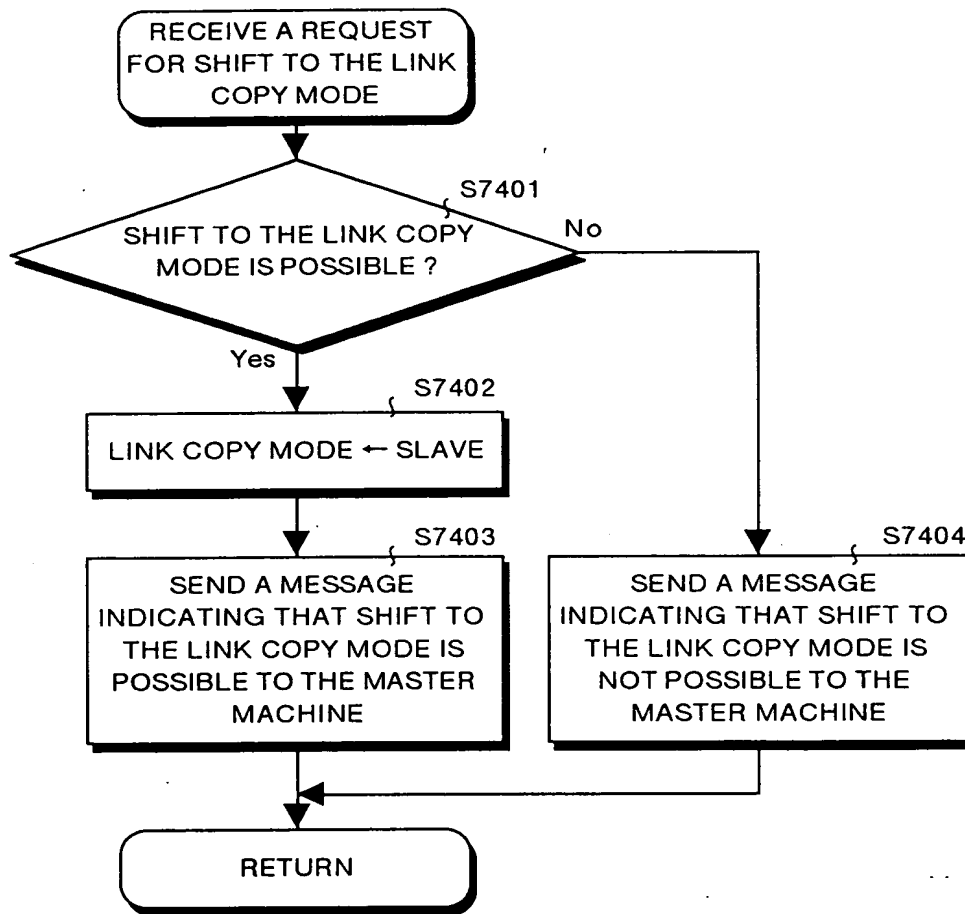 RECEIVE A REQUEST
FOR SHIFT TO THE LINK
COPY MODE
S7401
SHIFT TO THE LINK COPY
MODE IS POSSIBLE ?
No
Yes
S7402
LINK COPY MODE ← SLAVE
S7403
SEND A MESSAGE
INDICATING THAT SHIFT TO
THE LINK COPY MODE IS
POSSIBLE TO THE MASTER
MACHINE
S7404
SEND A MESSAGE
INDICATING THAT SHIFT TO
THE LINK COPY MODE IS
NOT POSSIBLE TO THE
MASTER MACHINE
RETURN